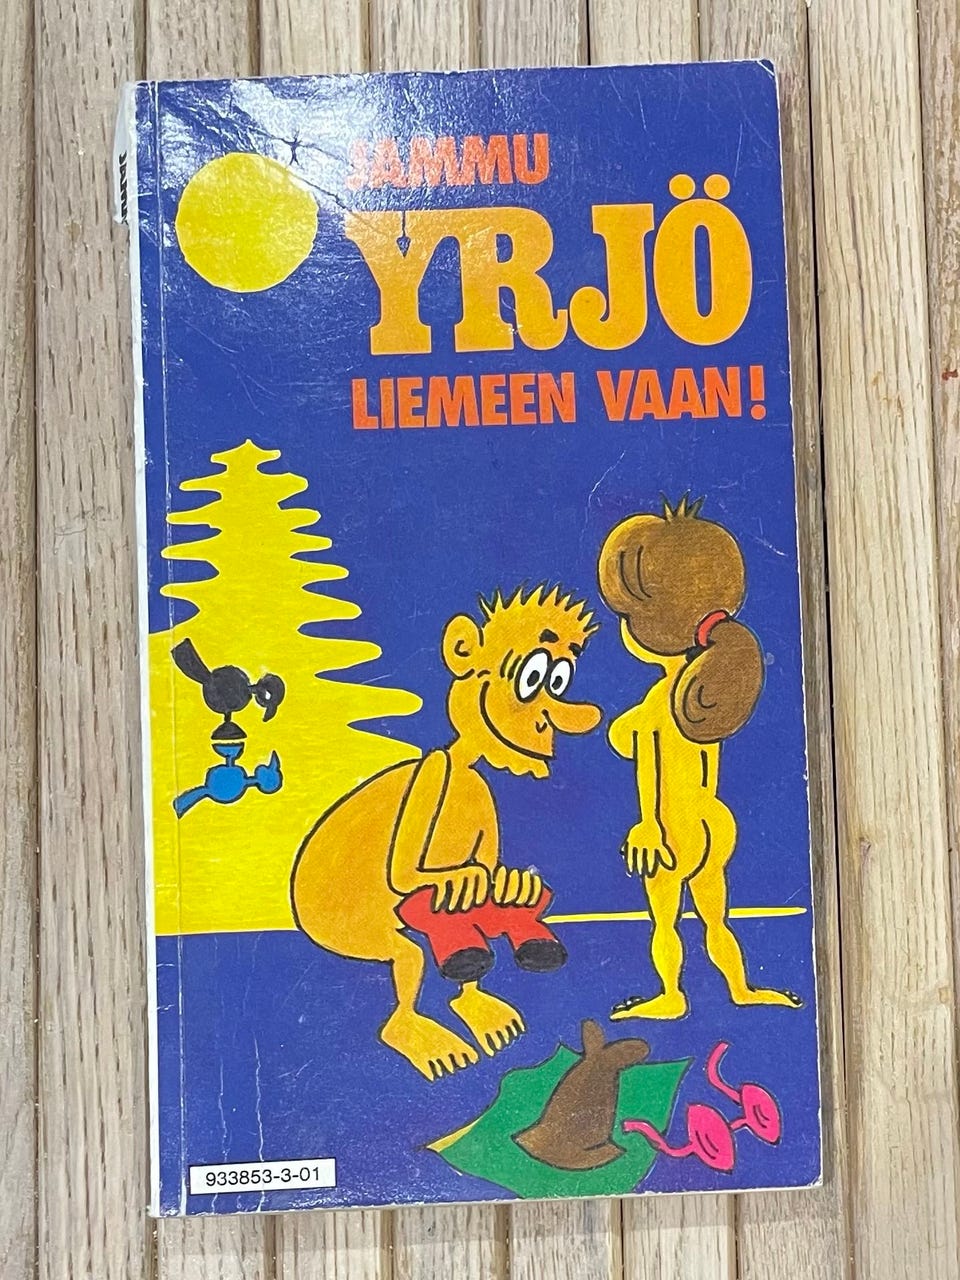 JAMMU
YRJÖ
LIEMEEN VAAN!
933853-3-01